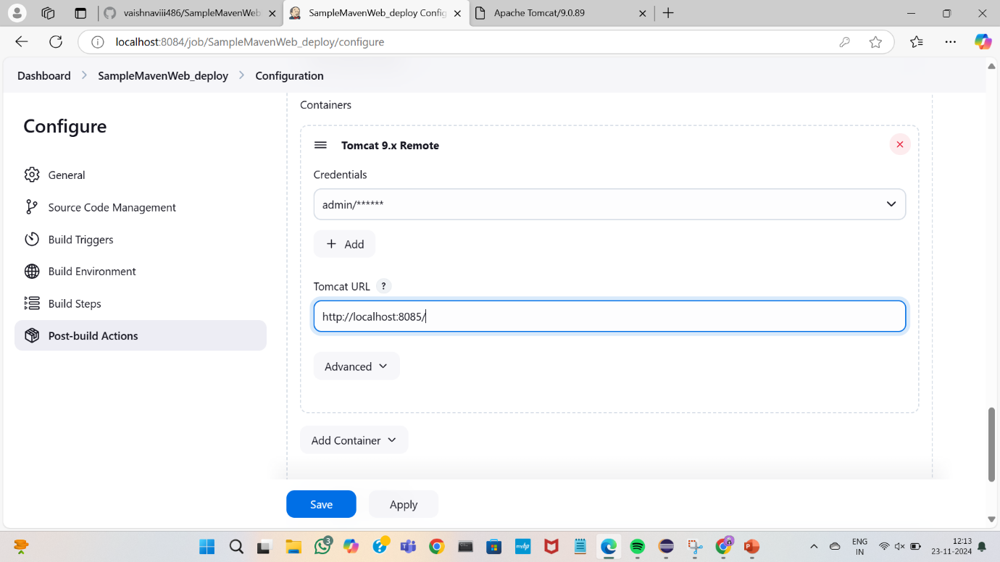 vaishnaviii486/SampleMavenWeb
SampleMavenWeb_deploy Config
Apache Tomcat/9.0.89
localhost:8084/job/SampleMavenWeb_deploy/configure
Dashboard
SampleMavenWeb_deploy
Configuration
Configure
General
Source Code Management
Build Triggers
Build Environment
Build Steps
Post-build Actions
Containers
Tomcat 9.x Remote
Credentials
admin/******
Add
Tomcat URL ?
http://localhost:8085/
Advanced
Add Container
Save
Apply
3
myhp
ENG
IN
12:13
23-11-2024